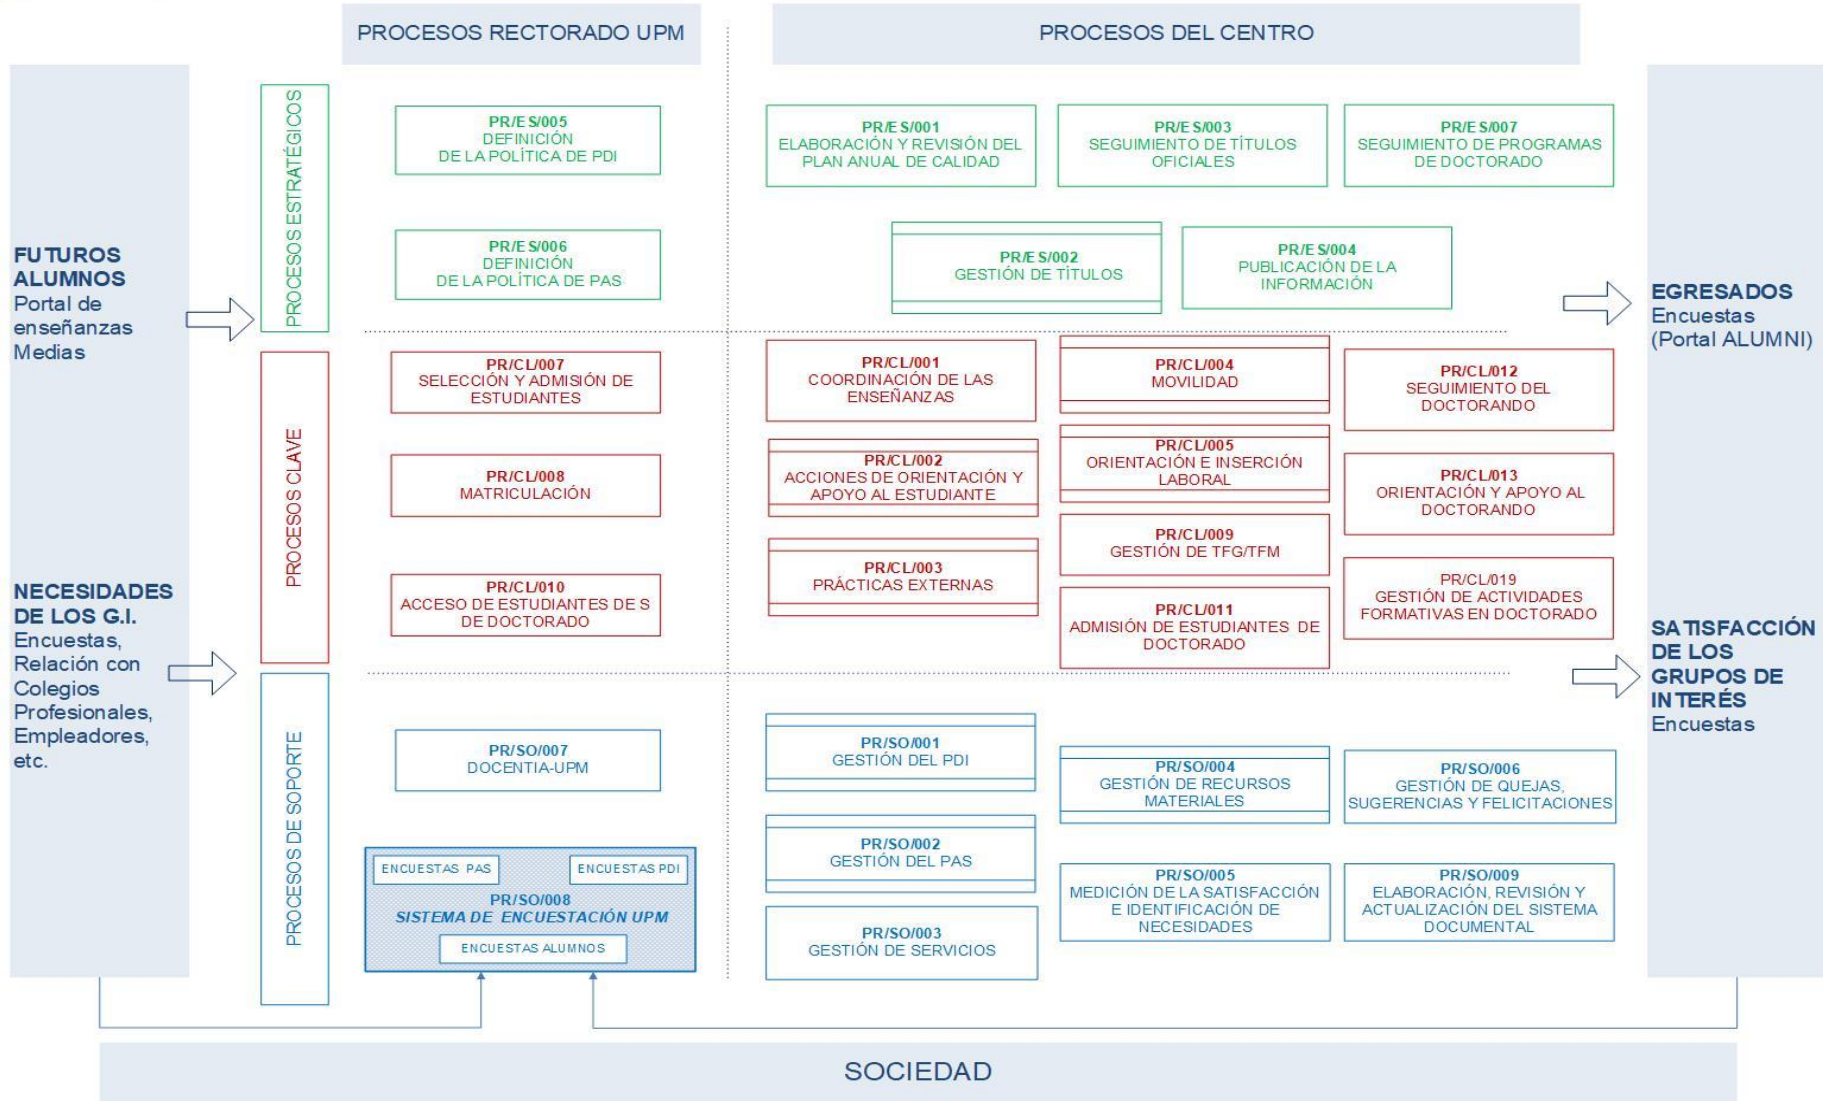 PROCESOS RECTORADO UPM
PROCESOS DEL CENTRO
FUTUROS
ALUMNOS
Portal de
enseñanzas
Medias
NECESIDADES
DE LOS G.I.
Encuestas,
Relación con
Colegios
Profesionales,
Empleadores,
etc.
PROCESOS ESTRATÉGICOS
PR/ES/005
DEFINICIÓN
DE LA POLÍTICA DE PDI
PR/ES/006
DEFINICIÓN
DE LA POLÍTICA DE PAS
PR/ES/001
ELABORACIÓN Y REVISIÓN DEL
PLAN ANUAL DE CALIDAD
PR/ES/003
SEGUIMIENTO DE TÍTULOS
OFICIALES
PR/ES/007
SEGUIMIENTO DE PROGRAMAS
DE DOCTORADO
PR/ES/002
GESTIÓN DE TÍTULOS
PR/ES/004
PUBLICACIÓN DE LA
INFORMACIÓN
PROCESOS CLAVE
PR/CL/007
SELECCIÓN Y ADMISIÓN DE
ESTUDIANTES
PR/CL/008
MATRICULACIÓN
PR/CL/010
ACCESO DE ESTUDIANTES DE S
DE DOCTORADO
PR/CL/001
COORDINACIÓN DE LAS
ENSEÑANZAS
PR/CL/002
ACCIONES DE ORIENTACIÓN Y
APOYO AL ESTUDIANTE
PR/CL/003
PRÁCTICAS EXTERNAS
PR/CL/004
MOVILIDAD
PR/CL/005
ORIENTACIÓN E INSERCIÓN
LABORAL
PR/CL/009
GESTIÓN DE TFG/TFM
PR/CL/011
ADMISIÓN DE ESTUDIANTES DE
DOCTORADO
PR/CL/012
SEGUIMIENTO DEL
DOCTORANDO
PR/CL/013
ORIENTACIÓN Y APOYO AL
DOCTORANDO
PR/CL/019
GESTIÓN DE ACTIVIDADES
FORMATIVAS EN DOCTORADO
PROCESOS DE SOPORTE
PR/SO/007
DOCENTIA-UPM
ENCUESTAS PAS
ENCUESTAS PDI
PR/SO/008
SISTEMA DE ENCUESTACIÓN UPM
ENCUESTAS ALUMNOS
PR/SO/001
GESTIÓN DEL PDI
PR/SO/002
GESTIÓN DEL PAS
PR/SO/003
GESTIÓN DE SERVICIOS
PR/SO/004
GESTIÓN DE RECURSOS
MATERIALES
PR/SO/005
MEDICIÓN DE LA SATISFACCIÓN
E IDENTIFICACIÓN DE
NECESIDADES
PR/SO/006
GESTIÓN DE QUEJAS,
SUGERENCIAS Y FELICITACIONES
PR/SO/009
ELABORACIÓN, REVISIÓN Y
ACTUALIZACIÓN DEL SISTEMA
DOCUMENTAL
EGRESADOS
Encuestas
(Portal ALUMNI)
SATISFACCIÓN
DE LOS
GRUPOS DE
INTERÉS
Encuestas
SOCIEDAD